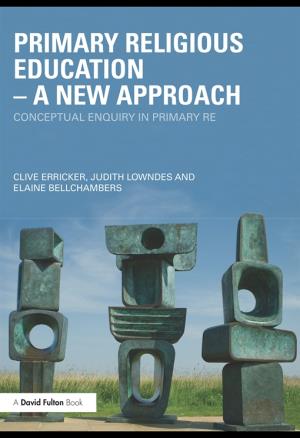 PRIMARY RELIGIOUS
EDUCATION
– A NEW APPROACH
CONCEPTUAL ENQUIRY IN PRIMARY RE
CLIVE ERRICKER, JUDITH LOWNDES AND
ELAINE BELLCHAMBERS
A David Fulton Book